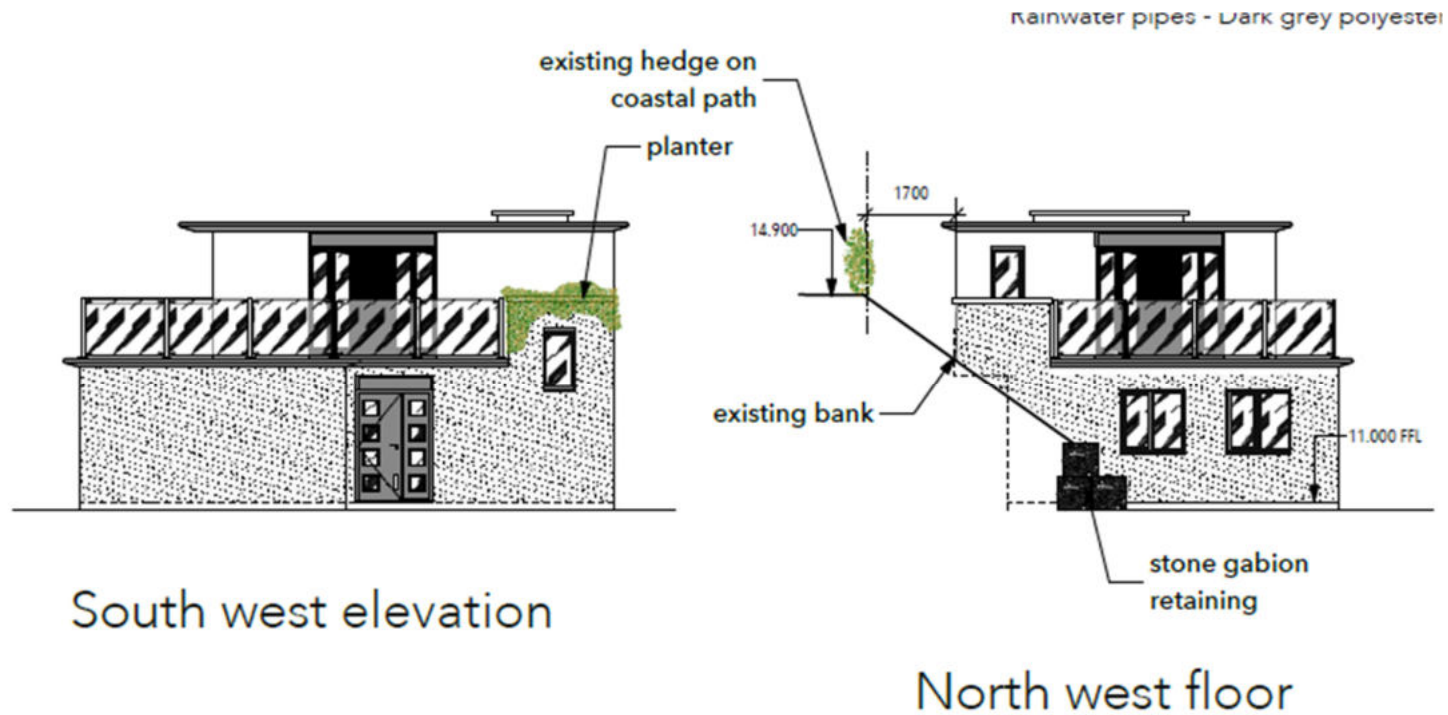 Rainwater pipes - Dark grey polyester
existing hedge on
coastal path
planter
1700
14.900
existing bank
11.000 FFL
stone gabion
retaining
South west elevation
North west floor